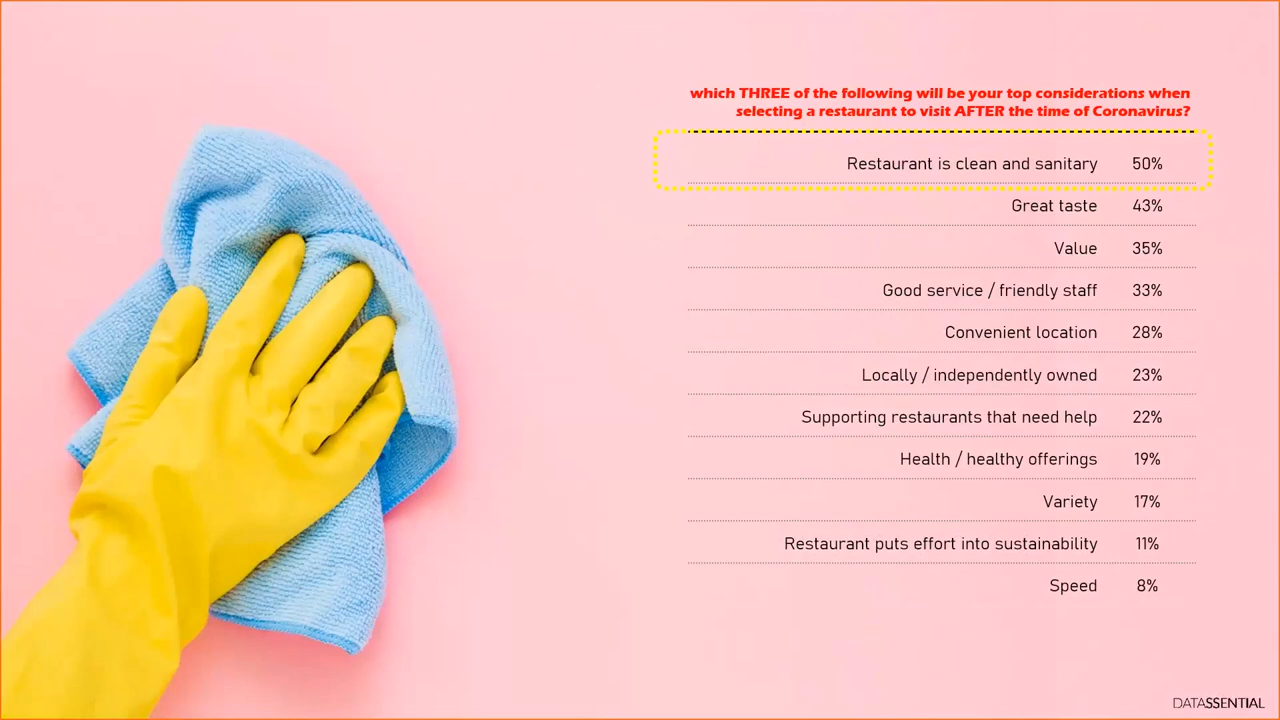 which THREE of the following will be your top considerations when
selecting a restaurant to visit AFTER the time of Coronavirus?
Restaurant is clean and sanitary 50%
Great taste 43%
Value 35%
Good service / friendly staff 33%
Convenient location 28%
Locally / independently owned 23%
Supporting restaurants that need help 22%
Health / healthy offerings 19%
Variety 17%
Restaurant puts effort into sustainability 11%
Speed 8%
DATASSENTIAL